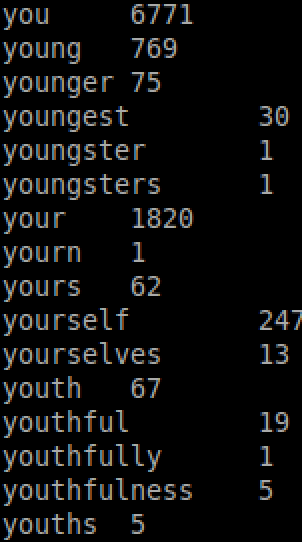 you 6771
young 769
younger 75
youngest 30
youngster 1
youngsters 1
your 1820
yourn 1
yours 62
yourself 247
yourselves 13
youth 67
youthful 19
youthfully 1
youthfulness 5
youths 5